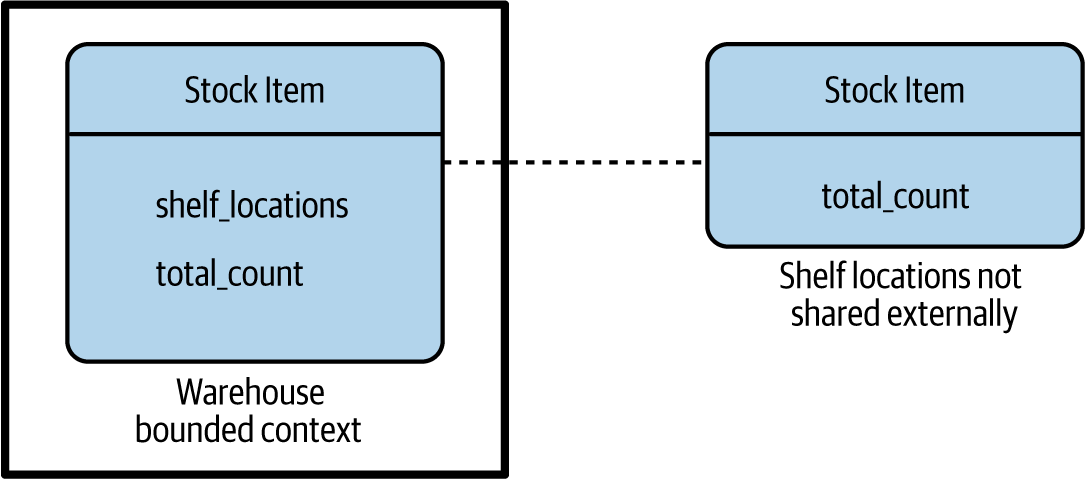 Stock Item
shelf_locations
total_count
Warehouse
bounded context
Stock Item
total_count
Shelf locations not
shared externally